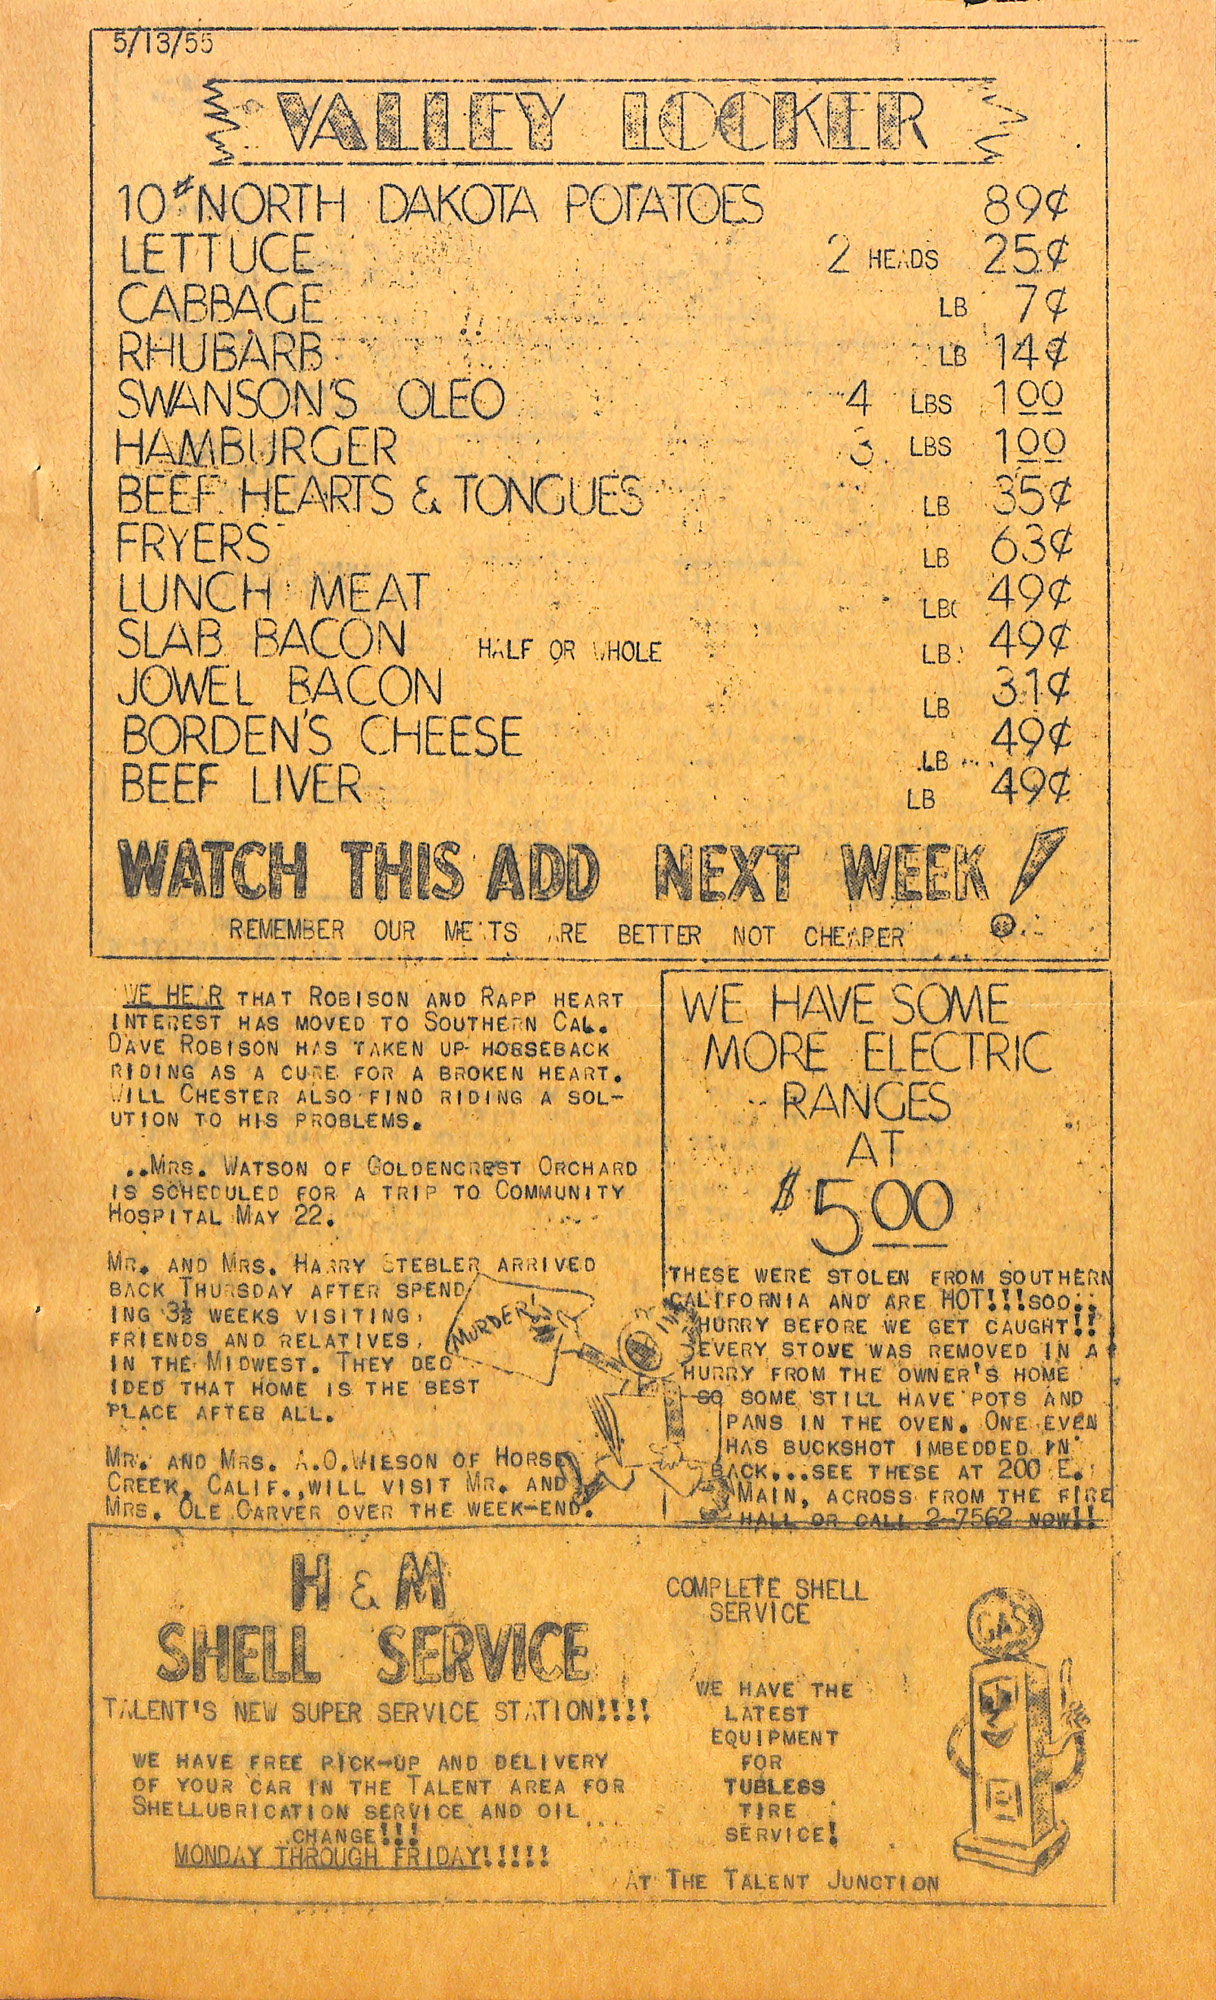 5/13/55
VALLEY LOCKER
10# NORTH DAKOTA POTATOES 89¢
LETTUCE 2 HEADS 25¢
CABBAGE LB 7¢
RHUBARB LB 14¢
SWANSON'S OLEO 4 LBS 1.00
HAMBURGER 3 LBS 1.00
BEEF HEARTS & TONGUES LB 35¢
FRYERS LB 63¢
LUNCH MEAT LB 49¢
SLAB BACON HALF OR WHOLE LB 49¢
JOWEL BACON LB 31¢
BORDEN'S CHEESE LB 49¢
BEEF LIVER LB 49¢
WATCH THIS ADD NEXT WEEK!
REMEMBER OUR MEATS ARE BETTER NOT CHEAPER
WE HEAR THAT ROBISON AND RAPP HEART
INTEREST HAS MOVED TO SOUTHERN CAL.
DAVE ROBISON HAS TAKEN UP HORSEBACK
RIDING AS A CURE FOR A BROKEN HEART.
WILL CHESTER ALSO FIND RIDING A SOL-
UTION TO HIS PROBLEMS.
..MRS. WATSON OF GOLDENCREST ORCHARD
IS SCHEDULED FOR A TRIP TO COMMUNITY
HOSPITAL MAY 22.
MR. AND MRS. HARRY STEBLER ARRIVED
BACK THURSDAY AFTER SPEND
ING 3½ WEEKS VISITING
FRIENDS AND RELATIVES,
IN THE MIDWEST. THEY DEC
IDED THAT HOME IS THE BEST
PLACE AFTER ALL.
MR. AND MRS. A.O.WIESON OF HORSE
CREEK, CALIF.,WILL VISIT MR. AND
MRS. OLE CARVER OVER THE WEEK-END.
MURDER!
WE HAVE SOME
MORE ELECTRIC
RANGES
AT
$5.00
THESE WERE STOLEN FROM SOUTHERN
CALIFORNIA AND ARE HOT!!!SOO..
HURRY BEFORE WE GET CAUGHT!!
EVERY STOVE WAS REMOVED IN A
HURRY FROM THE OWNER'S HOME
SO SOME STILL HAVE POTS AND
PANS IN THE OVEN. ONE EVEN
HAS BUCKSHOT IMBEDDED IN
BACK...SEE THESE AT 200 E.
MAIN, ACROSS FROM THE FIRE
HALL OR CALL 2-7562 NOW!!
H & M
SHELL SERVICE
TALENT'S NEW SUPER SERVICE STATION!!!!
WE HAVE FREE PICK-UP AND DELIVERY
OF YOUR CAR IN THE TALENT AREA FOR
SHELLUBRICATION SERVICE AND OIL
CHANGE!!!
MONDAY THROUGH FRIDAY!!!!!
COMPLETE SHELL
SERVICE
WE HAVE THE
LATEST
EQUIPMENT
FOR
TUBLESS
TIRE
SERVICE!
AT THE TALENT JUNCTION
GAS